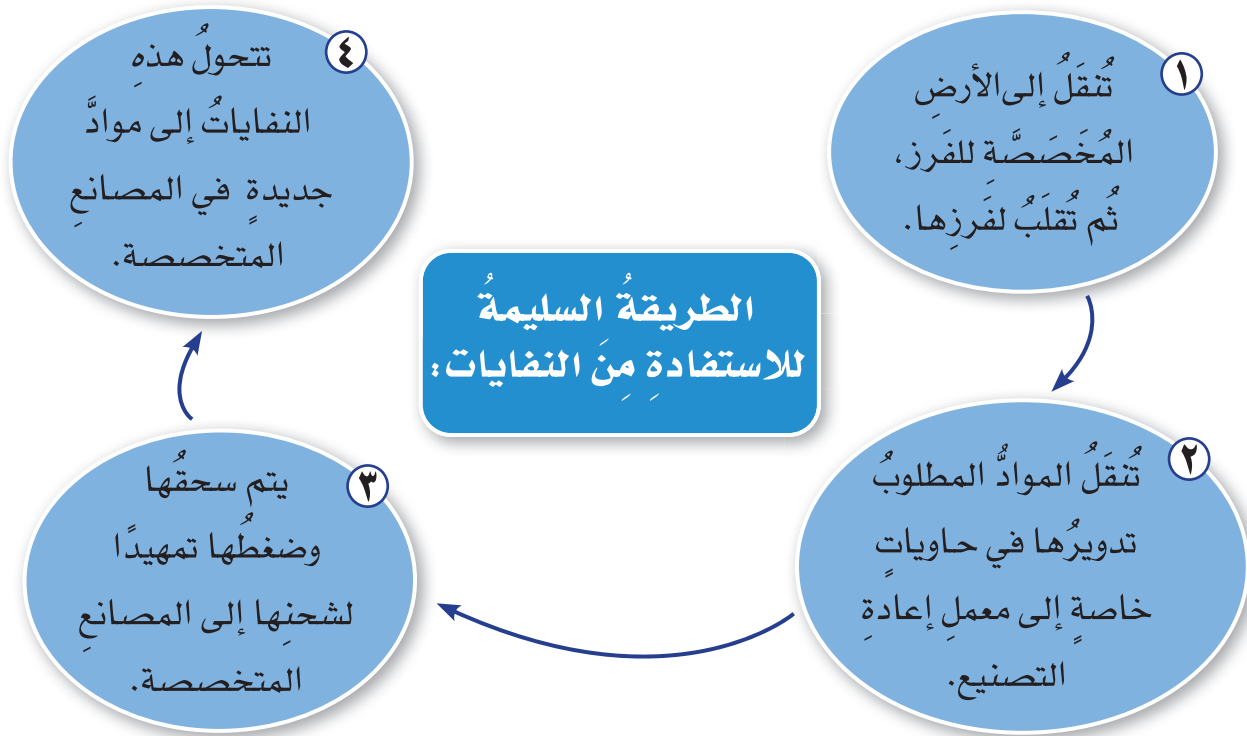 الطريقةُ السليمةُ
للاستفادةِ مِنَ النفايات:
١
تُنقَلُ إلى الأرضِ
المُخَصَصَّةِ للفَرز،
ثُم تُقلَبُ لفَرزِها.
٢
تُنقَلُ الموادُّ المطلوبُ
تدويرُها في حاوياتٍ
خاصةٍ إلى معملِ إعادةِ
التصنيع.
٣
يتم سحقُها
وضغطُها تمهيدًا
لشحنِها إلى المصانعِ
المتخصصة.
٤
تتحولُ هذهِ
النفاياتُ إلى موادَّ
جديدةٍ في المصانعِ
المتخصصة.